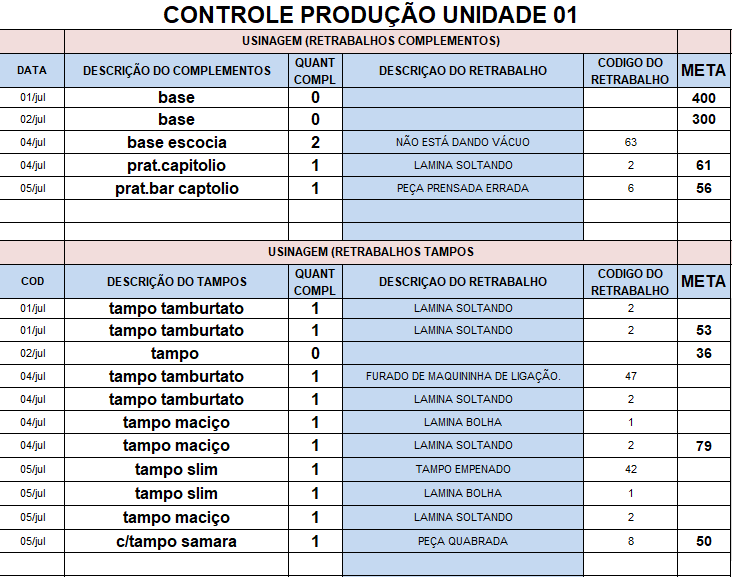 CONTROLE PRODUÇÃO UNIDADE 01
USINAGEM (RETRABALHOS COMPLEMENTOS)
DATA DESCRIÇÃO DO COMPLEMENTOS QUANT COMPL DESCRIÇAO DO RETRABALHO CODIGO DO RETRABALHO META
01/jul base 0 400
02/jul base 0 300
04/jul base escocia 2 NÃO ESTÁ DANDO VÁCUO 63
04/jul prat.capitolio 1 LAMINA SOLTANDO 2 61
05/jul prat.bar captolio 1 PEÇA PRENSADA ERRADA 6 56
USINAGEM (RETRABALHOS TAMPOS
COD DESCRIÇÃO DO TAMPOS QUANT COMPL DESCRIÇAO DO RETRABALHO CODIGO DO RETRABALHO META
01/jul tampo tamburtato 1 LAMINA SOLTANDO 2
01/jul tampo tamburtato 1 LAMINA SOLTANDO 2 53
02/jul tampo 0 36
04/jul tampo tamburtato 1 FURADO DE MAQUININHA DE LIGAÇÃO. 47
04/jul tampo tamburtato 1 LAMINA SOLTANDO 2
04/jul tampo maciço 1 LAMINA BOLHA 1
04/jul tampo maciço 1 LAMINA SOLTANDO 2 79
05/jul tampo slim 1 TAMPO EMPENADO 42
05/jul tampo slim 1 LAMINA BOLHA 1
05/jul tampo maciço 1 LAMINA SOLTANDO 2
05/jul c/tampo samara 1 PEÇA QUABRADA 8 50